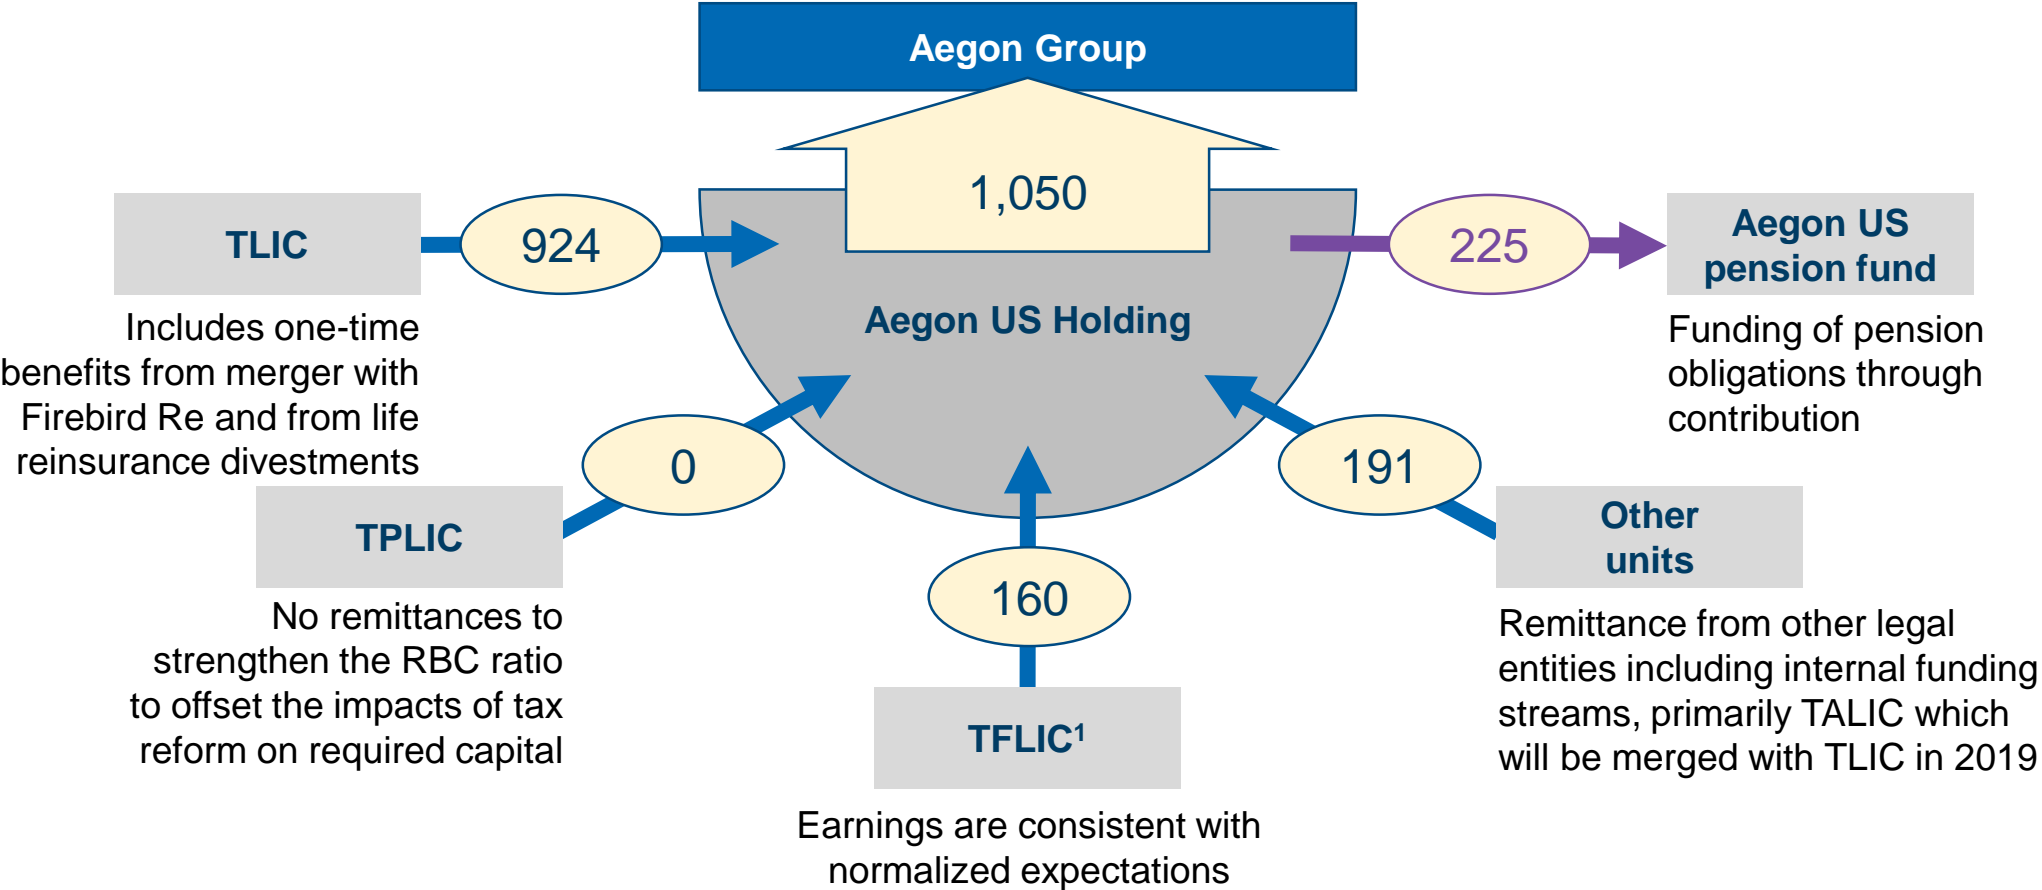 Aegon Group
1,050
TLIC
924
Includes one-time
benefits from merger with
Firebird Re and from life
reinsurance divestments
Aegon US Holding
225
Aegon US
pension fund
Funding of pension
obligations through
contribution
0
TPLIC
No remittances to
strengthen the RBC ratio
to offset the impacts of tax
reform on required capital
160
TFLIC¹
Earnings are consistent with
normalized expectations
191
Other
units
Remittance from other legal
entities including internal funding
streams, primarily TALIC which
will be merged with TLIC in 2019